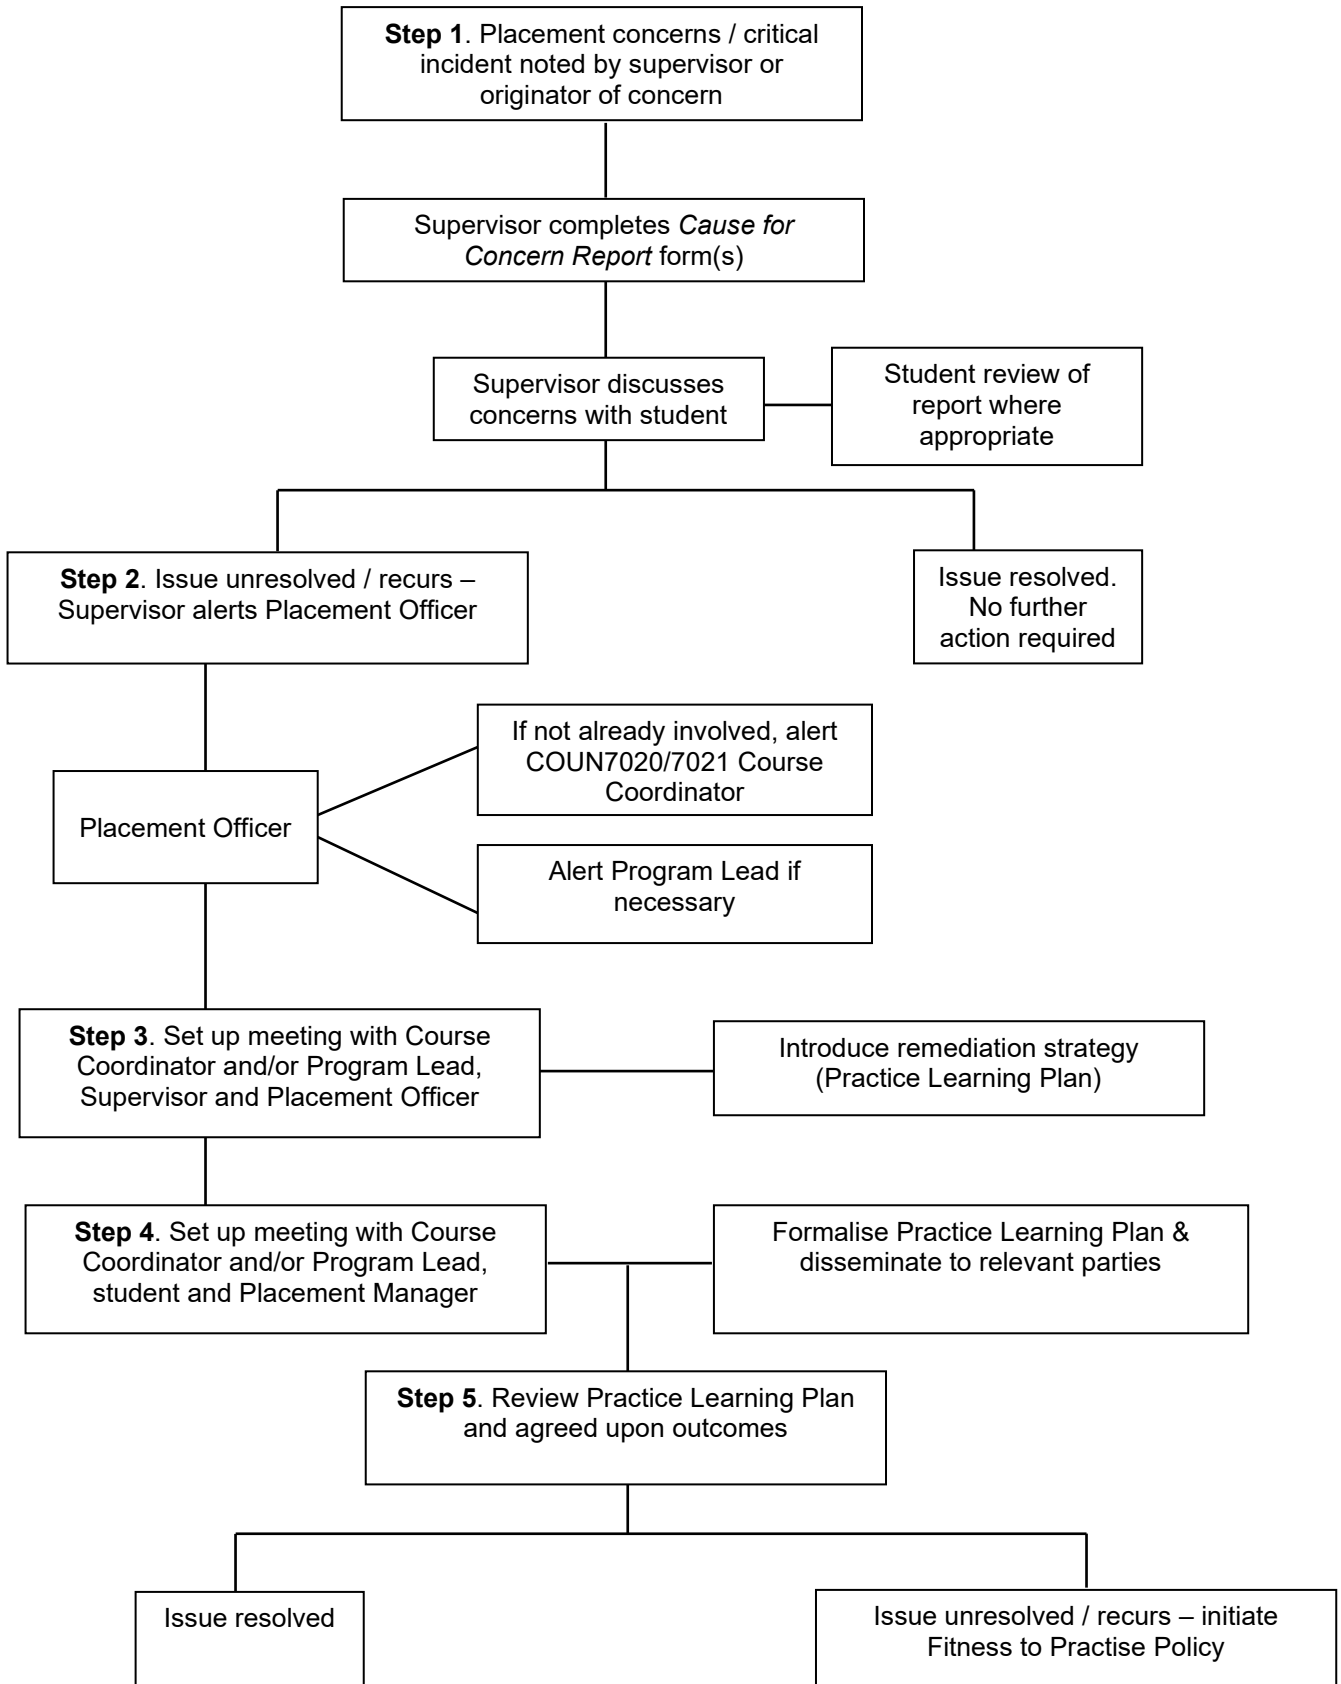 Step 1. Placement concerns / critical
incident noted by supervisor or
originator of concern
Supervisor completes Cause for
Concern Report form(s)
Supervisor discusses
concerns with student
Student review of
report where
appropriate
Step 2. Issue unresolved / recurs –
Supervisor alerts Placement Officer
Issue resolved.
No further
action required
If not already involved, alert
COUN7020/7021 Course
Coordinator
Placement Officer
Alert Program Lead if
necessary
Step 3. Set up meeting with Course
Coordinator and/or Program Lead,
Supervisor and Placement Officer
Introduce remediation strategy
(Practice Learning Plan)
Step 4. Set up meeting with Course
Coordinator and/or Program Lead,
student and Placement Manager
Formalise Practice Learning Plan &
disseminate to relevant parties
Step 5. Review Practice Learning Plan
and agreed upon outcomes
Issue resolved
Issue unresolved / recurs – initiate
Fitness to Practise Policy